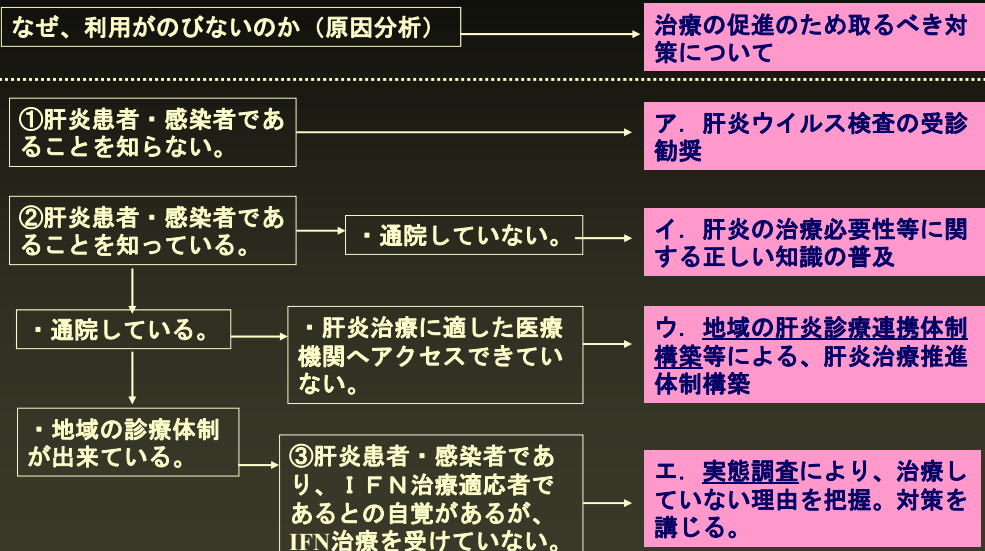 なぜ、利用がのびないのか（原因分析）
治療の促進のため取るべき対
策について
①肝炎患者・感染者であ
ることを知らない。
ア．肝炎ウイルス検査の受診
勧奨
②肝炎患者・感染者であ
ることを知っている。
・通院していない。
イ．肝炎の治療必要性等に関
する正しい知識の普及
・通院している。
・肝炎治療に適した医療
機関へアクセスできてい
ない。
ウ．地域の肝炎診療連携体制
構築等による、肝炎治療推進
体制構築
・地域の診療体制
が出来ている。
③肝炎患者・感染者であ
り、ＩＦＮ治療適応者で
あるとの自覚があるが、
IFN治療を受けていない。
エ．実態調査により、治療し
ていない理由を把握。対策を
講じる。